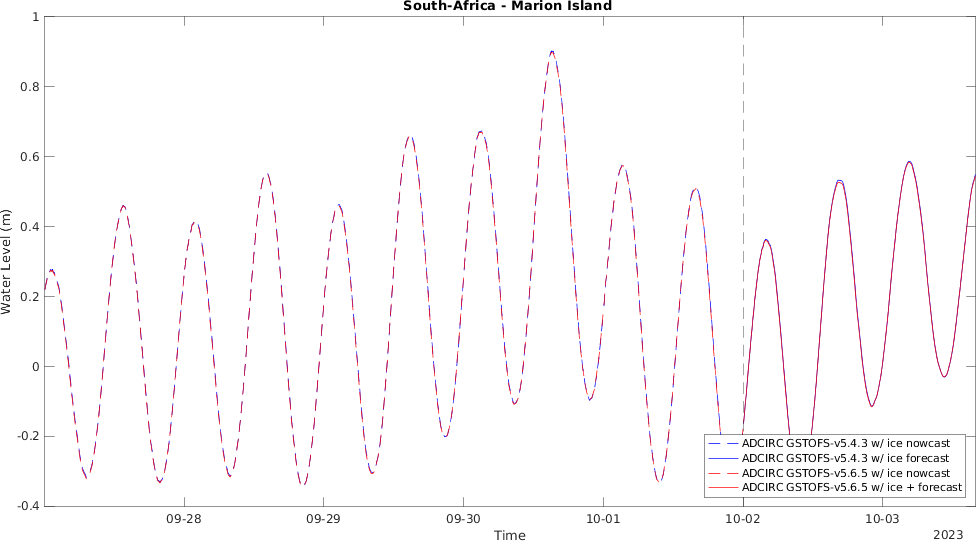 South-Africa - Marion Island
1
0.8
0.6
0.4
0.2
0
-0.2
-0.4
Water Level (m)
ADCIRC GSTOFS-v5.4.3 w/ ice nowcast
ADCIRC GSTOFS-v5.4.3 w/ ice forecast
ADCIRC GSTOFS-v5.6.5 w/ ice nowcast
ADCIRC GSTOFS-v5.6.5 w/ ice + forecast
09-28
09-29
09-30
10-01
10-02
10-03
Time
2023